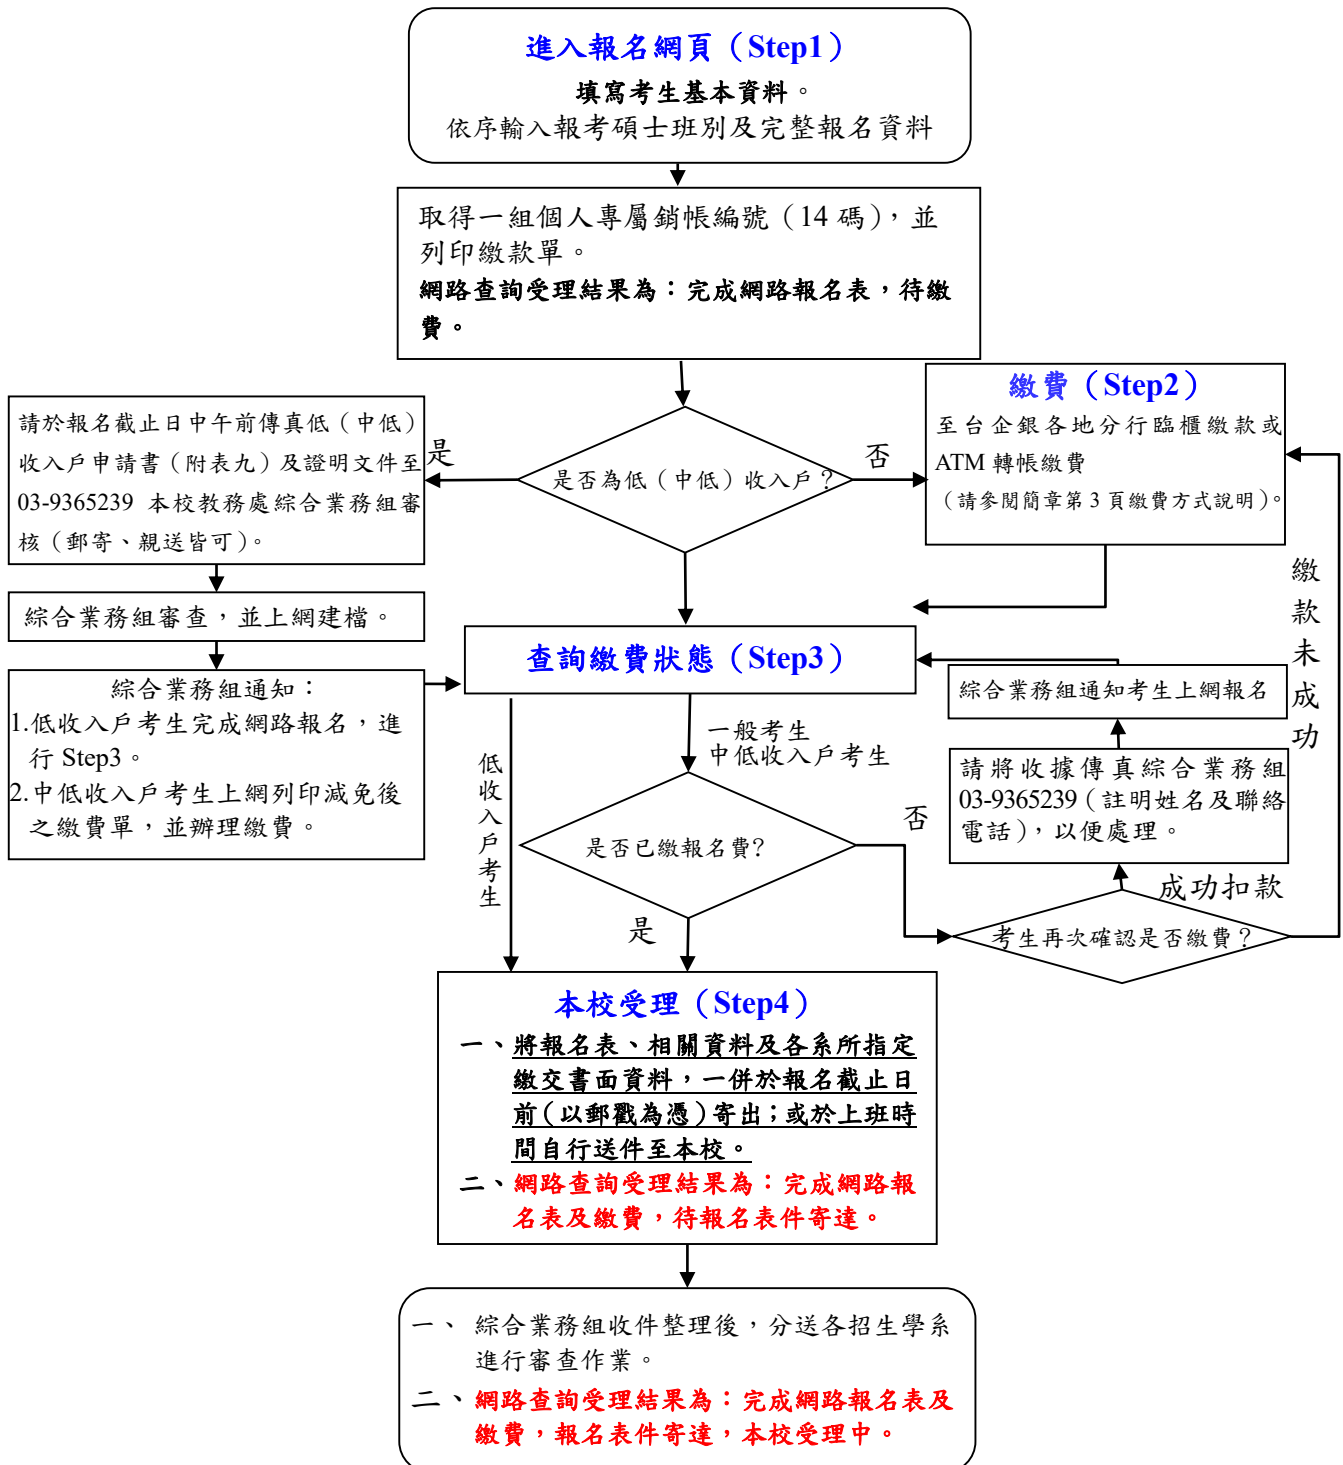 進入報名網頁（Step1）
填寫考生基本資料。
依序輸入報考碩士班別及完整報名資料
取得一組個人專屬銷帳編號（14 碼），並
列印繳款單。
網路查詢受理結果為：完成網路報名表，待繳
費。
是否為低（中低）收入戶？
是
否
請於報名截止日中午前傳真低（中低）
收入戶申請書（附表九）及證明文件至
03-9365239 本校教務處綜合業務組審
核（郵寄、親送皆可）。
綜合業務組審查，並上網建檔。
綜合業務組通知：
1.低收入戶考生完成網路報名，進
行 Step3。
2.中低收入戶考生上網列印減免後
之繳費單，並辦理繳費。
繳費（Step2）
至台企銀各地分行臨櫃繳款或
ATM 轉帳繳費
（請參閱簡章第 3 頁繳費方式說明）。
繳款未成功
查詢繳費狀態（Step3）
綜合業務組通知考生上網報名
請將收據傳真綜合業務組
03-9365239（註明姓名及聯絡
電話），以便處理。
成功扣款
考生再次確認是否繳費？
低收入戶考生
一般考生
中低收入戶考生
是否已繳報名費?
否
是
本校受理（Step4）
一、將報名表、相關資料及各系所指定
繳交書面資料，一併於報名截止日
前（以郵戳為憑）寄出；或於上班時
間自行送件至本校。
二、網路查詢受理結果為：完成網路報
名表及繳費，待報名表件寄達。
一、 綜合業務組收件整理後，分送各招生學系
進行審查作業。
二、 網路查詢受理結果為：完成網路報名表及
繳費，報名表件寄達，本校受理中。